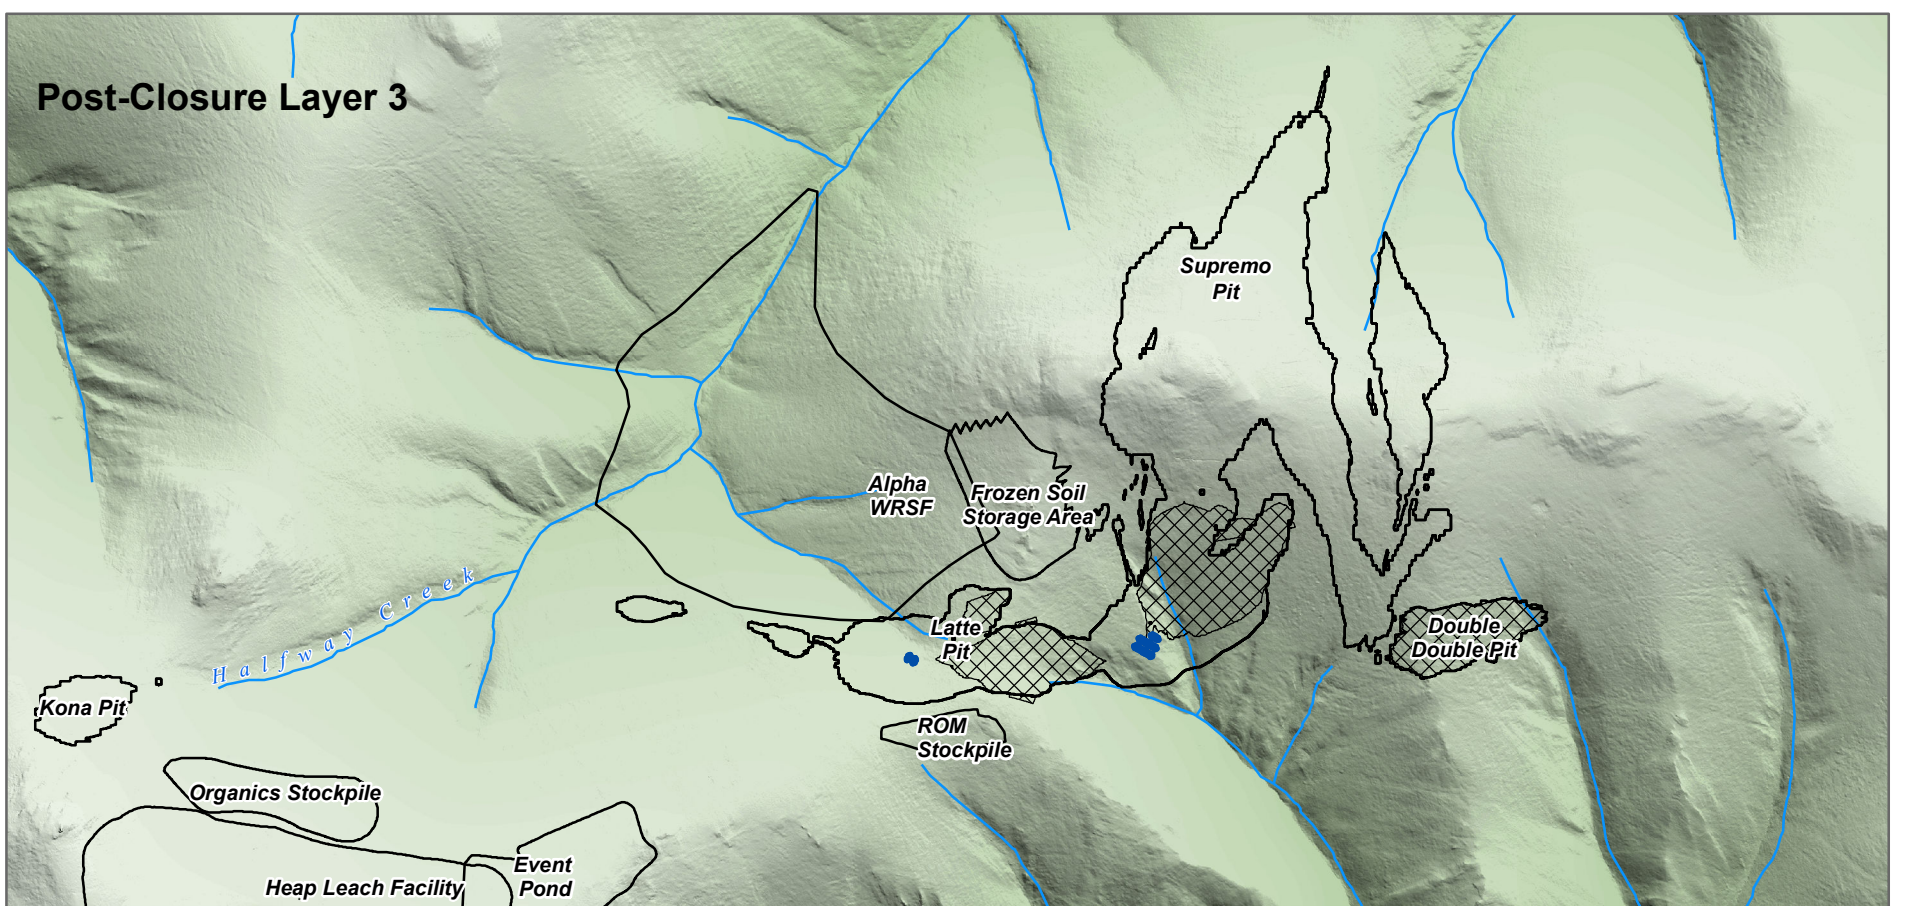 Post-Closure Layer 3
Supremo
Pit
Alpha
WRSF
Frozen Soil
Storage Area
Halfway Creek
Latte
Pit
Double
Double Pit
Kona Pit
ROM
Stockpile
Organics Stockpile
Event
Pond
Heap Leach Facility